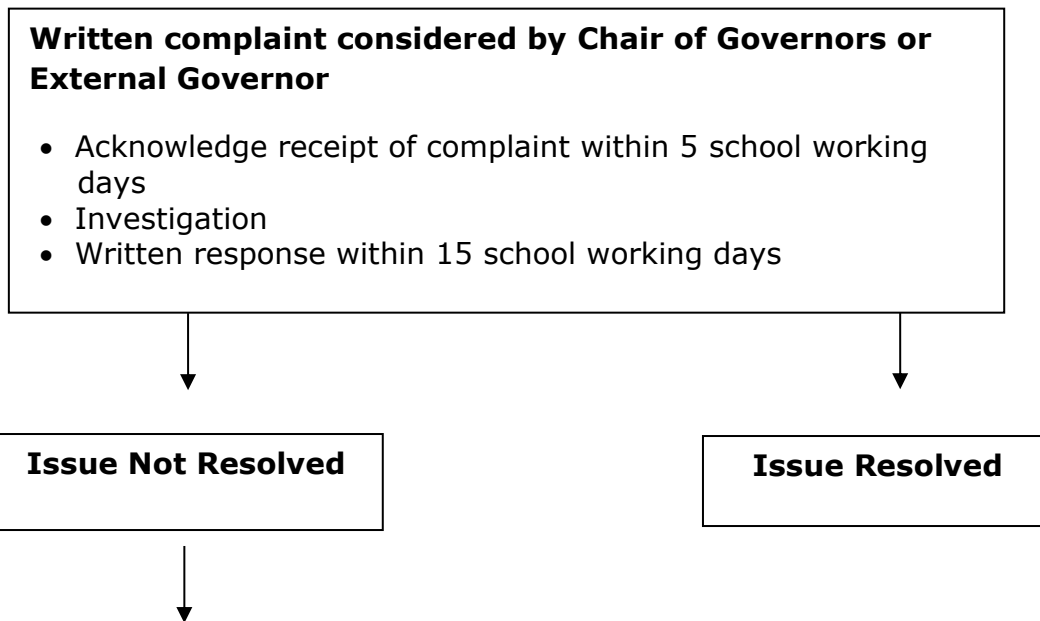 Written complaint considered by Chair of Governors or
External Governor
• Acknowledge receipt of complaint within 5 school working
days
• Investigation
• Written response within 15 school working days
Issue Not Resolved
Issue Resolved